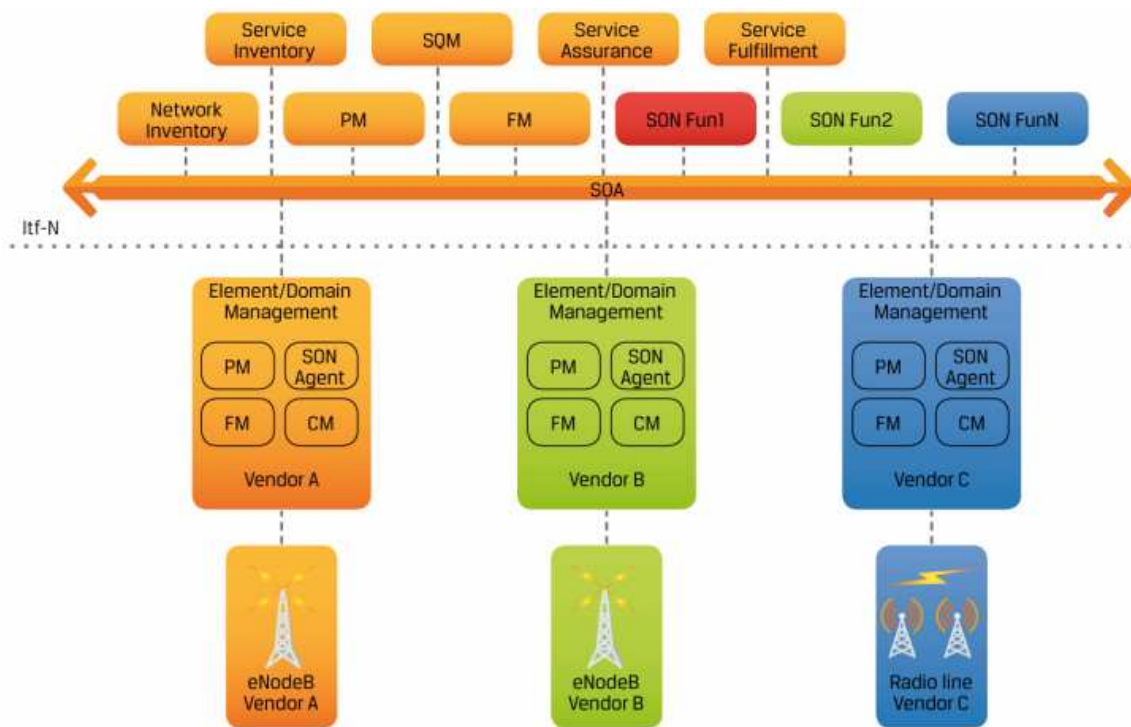 Service
Inventory
SQM
Service
Assurance
Service
Fulfillment
Network
Inventory
PM
FM
SON Fun1
SON Fun2
SON FunN
SOA
Itf-N
Element/Domain
Management
PM
SON
Agent
FM
CM
Vendor A
Element/Domain
Management
PM
SON
Agent
FM
CM
Vendor B
Element/Domain
Management
PM
SON
Agent
FM
CM
Vendor C
eNodeB
Vendor A
eNodeB
Vendor B
Radio line
Vendor C